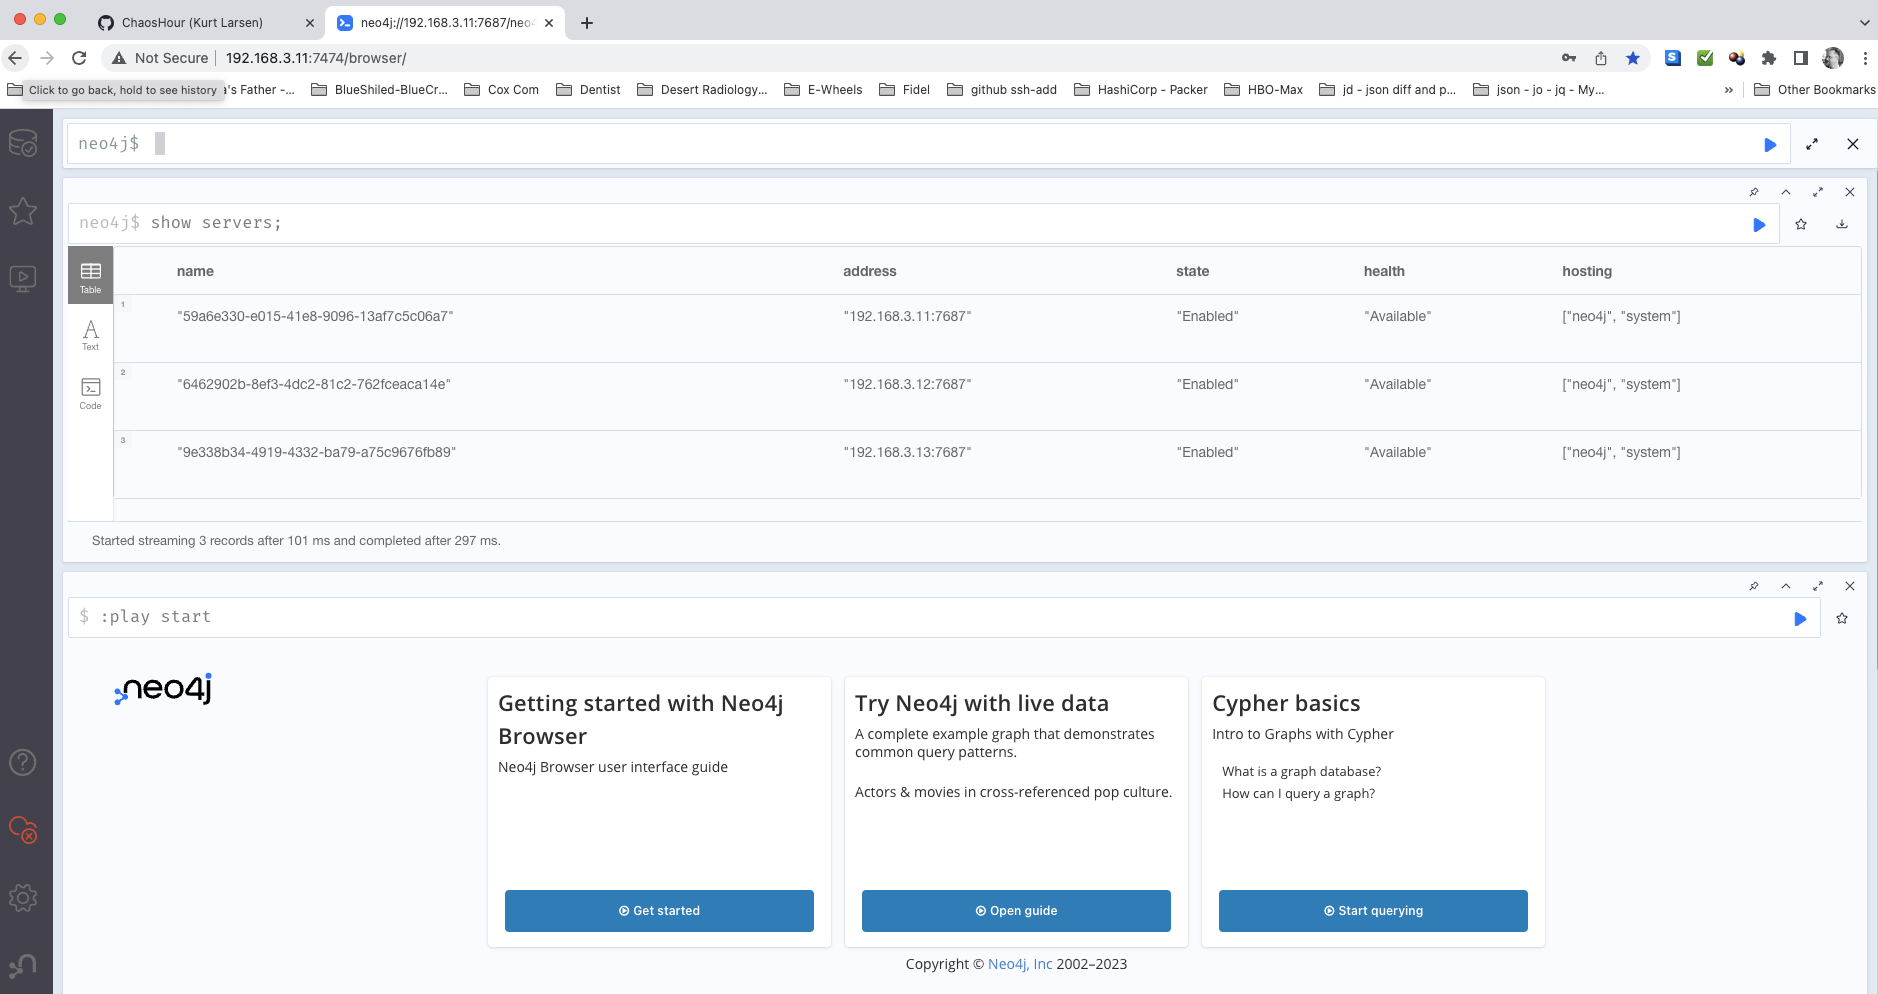 ChaosHour (Kurt Larsen)
neo4j://192.168.3.11:7687/neo4
Not Secure 192.168.3.11:7474/browser/
Click to go back, hold to see history 's Father -... BlueShiled-BlueCr... Cox Com Dentist Desert Radiology... E-Wheels Fidel github ssh-add HashiCorp - Packer HBO-Max jd - json diff and p... json - jo - jq - My... » Other Bookmarks
neo4j$
neo4j$ show servers;
name address state health hosting
1 "59a6e330-e015-41e8-9096-13af7c5c06a7" "192.168.3.11:7687" "Enabled" "Available" ["neo4j", "system"]
2 "6462902b-8ef3-4dc2-81c2-762fceaca14e" "192.168.3.12:7687" "Enabled" "Available" ["neo4j", "system"]
3 "9e338b34-4919-4332-ba79-a75c9676fb89" "192.168.3.13:7687" "Enabled" "Available" ["neo4j", "system"]
Table
Text
Code
Started streaming 3 records after 101 ms and completed after 297 ms.
$ :play start
neo4j
Getting started with Neo4j
Browser
Neo4j Browser user interface guide
Get started
Try Neo4j with live data
A complete example graph that demonstrates
common query patterns.
Actors & movies in cross-referenced pop culture.
Open guide
Cypher basics
Intro to Graphs with Cypher
What is a graph database?
How can I query a graph?
Start querying
Copyright © Neo4j, Inc 2002–2023